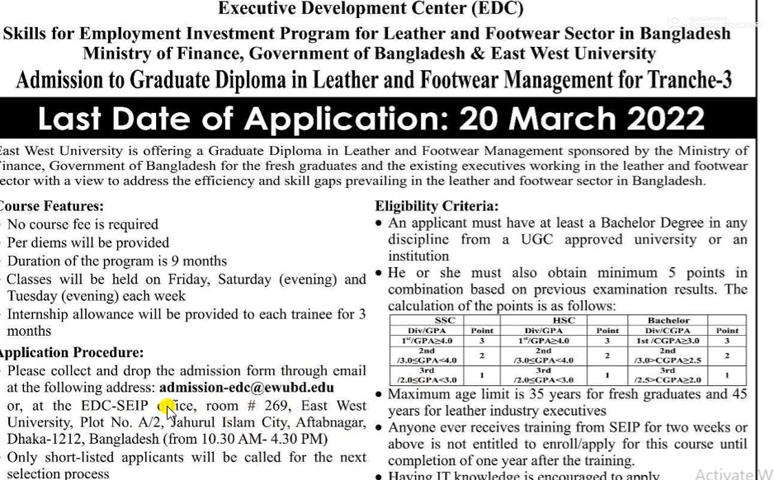 Executive Development Center (EDC)
Skills for Employment Investment Program for Leather and Footwear Sector in Bangladesh
Ministry of Finance, Government of Bangladesh & East West University
Admission to Graduate Diploma in Leather and Footwear Management for Tranche-3
Last Date of Application: 20 March 2022
East West University is offering a Graduate Diploma in Leather and Footwear Management sponsored by the Ministry of
Finance, Government of Bangladesh for the fresh graduates and the existing executives working in the leather and footwear
sector with a view to address the efficiency and skill gaps prevailing in the leather and footwear sector in Bangladesh.
Course Features:
No course fee is required
Per diems will be provided
Duration of the program is 9 months
Classes will be held on Friday, Saturday (evening) and
Tuesday (evening) each week
Internship allowance will be provided to each trainee for 3
months
Application Procedure:
Please collect and drop the admission form through email
at the following address: admission-edc@ewubd.edu
or, at the EDC-SEIP office, room # 269, East West
University, Plot No. A/2, Jahurul Islam City, Aftabnagar,
Dhaka-1212, Bangladesh (from 10.30 AM- 4.30 PM)
Only short-listed applicants will be called for the next
selection process
Eligibility Criteria:
• An applicant must have at least a Bachelor Degree in any
discipline from a UGC approved university or an
institution
• He or she must also obtain minimum 5 points in
combination based on previous examination results. The
calculation of the points is as follows:
SSC HSC Bachelor
Div/GPA Point Div/GPA Point Div/CGPA Point
1st/GPA≥4.0 3 1st/GPA≥4.0 3 1st /CGPA≥3.0 3
2nd 2nd 2nd
/3.0≤GPA<4.0 2 /3.0≤GPA<4.0 2 /3.0>CGPA≥2.5 2
3rd 3rd 3rd
/2.0≤GPA<3.0 1 /2.0≤GPA<3.0 1 /2.5>CGPA≥2.0 1
• Maximum age limit is 35 years for fresh graduates and 45
years for leather industry executives
• Anyone ever receives training from SEIP for two weeks or
above is not entitled to enroll/apply for this course until
completion of one year after the training.
• Having IT knowledge is encouraged to apply
Activate W